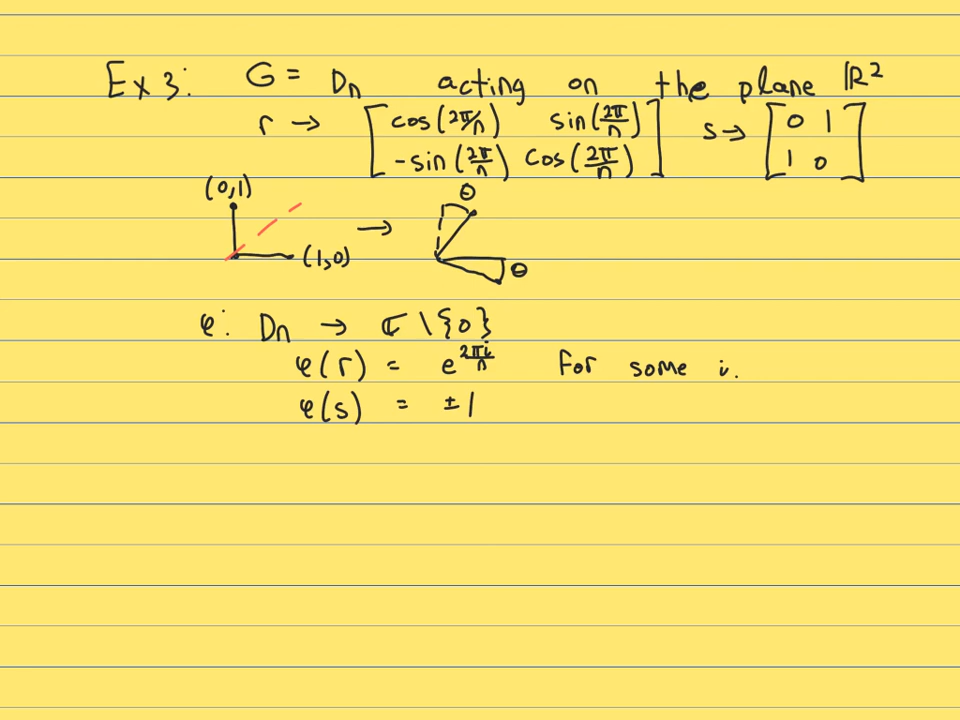 Ex 3: G = Dn acting on the plane ℝ²
r → [cos(2π/n) sin(2π/n) s → [0 1
-sin(2π/n) cos(2π/n)] 1 0]
(0,1) θ
→
(1,0) θ
φ: Dn → ℂ \ {0}
φ(r) = e^(2πi/n) for some i.
φ(s) = ±1